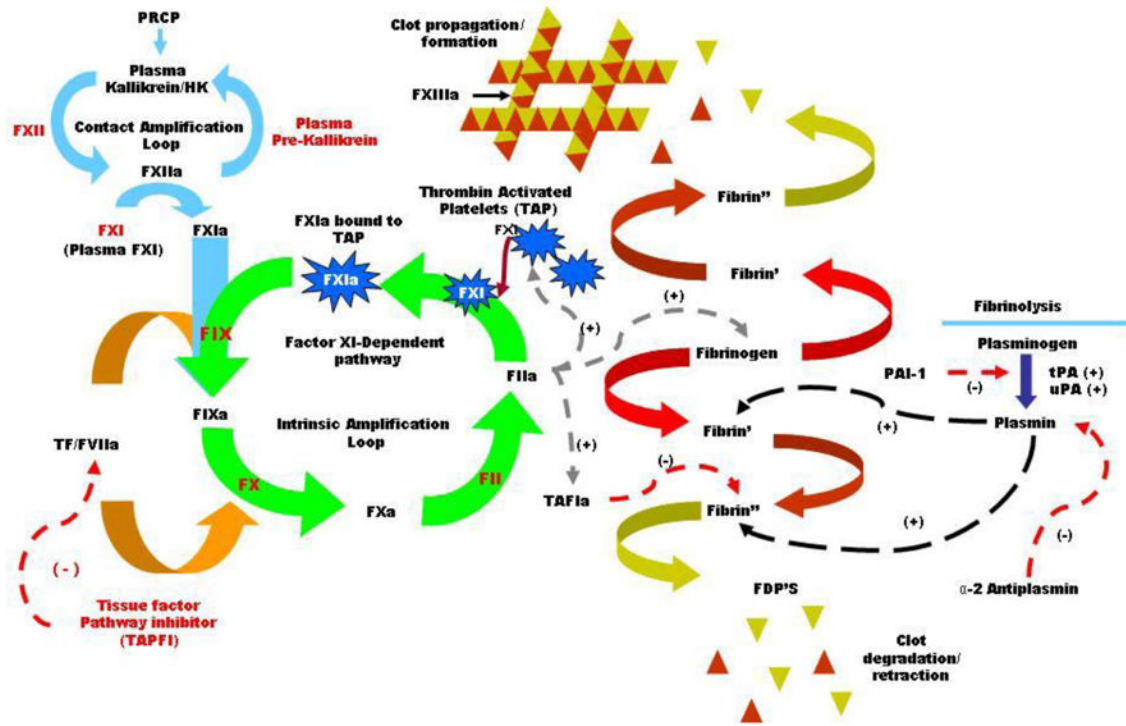 PRCP
Plasma
Kallikrein/HK
FXII
Contact Amplification
Loop
Plasma
Pre-Kallikrein
FXIIa
FXI
(Plasma FXI)
FXIa
FXIa bound to
TAP
FXIa
Thrombin Activated
Platelets (TAP)
FXI
FXI
Clot propagation/
formation
FXIIIa
Fibrin''
Fibrin'
FIX
Factor XI-Dependent
pathway
(+)
(+)
Fibrinogen
FIIa
FIXa
Intrinsic Amplification
Loop
(+)
TF/FVIIa
FX
FII
FXa
TAFIa
(-)
Fibrin'
Fibrin''
(-)
Tissue factor
Pathway inhibitor
(TAPFI)
Fibrinolysis
Plasminogen
PAI-1
(-)
tPA (+)
uPA (+)
Plasmin
(+)
(+)
(-)
α-2 Antiplasmin
FDP'S
Clot
degradation/
retraction